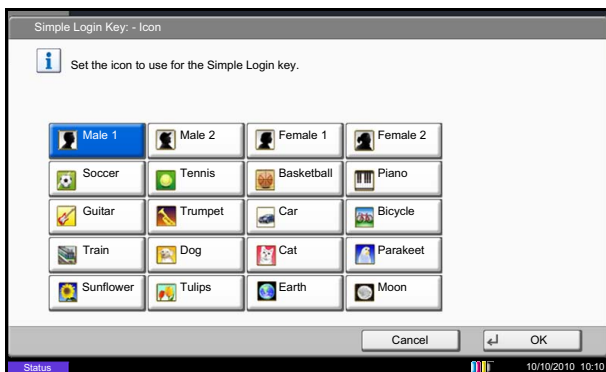 Simple Login Key: - Icon
Set the icon to use for the Simple Login key.
Male 1 Male 2 Female 1 Female 2
Soccer Tennis Basketball Piano
Guitar Trumpet Car Bicycle
Train Dog Cat Parakeet
Sunflower Tulips Earth Moon
Cancel OK
Status 10/10/2010 10:10